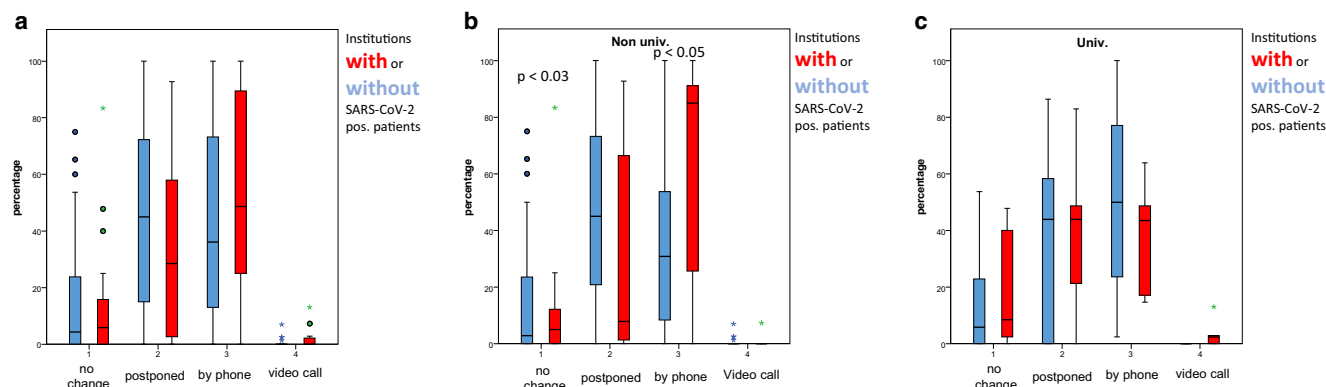 a
percentage
100
80
60
40
20
0
1
2
3
4
no change
postponed
by phone
video call
Institutions
with or
without
SARS-CoV-2
pos. patients
b
Non univ.
p < 0.03
p < 0.05
percentage
100
80
60
40
20
0
1
2
3
4
no change
postponed
by phone
Video call
Institutions
with or
without
SARS-CoV-2
pos. patients
c
Univ.
percentage
100
80
60
40
20
0
1
2
3
4
no change
postponed
by phone
video call
Institutions
with or
without
SARS-CoV-2
pos. patients